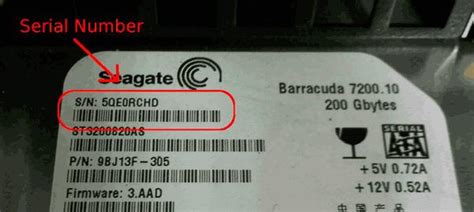 Serial Number
Seagate
S/N: 5QE0RCHD
Barracuda 7200.10
200 Gbytes
ST3200820AS
P/N: 9BJ13F-305
SERIAL
ATA
+5V 0.72A
+12V 0.52A
Firmware: 3.AAD
中国产品